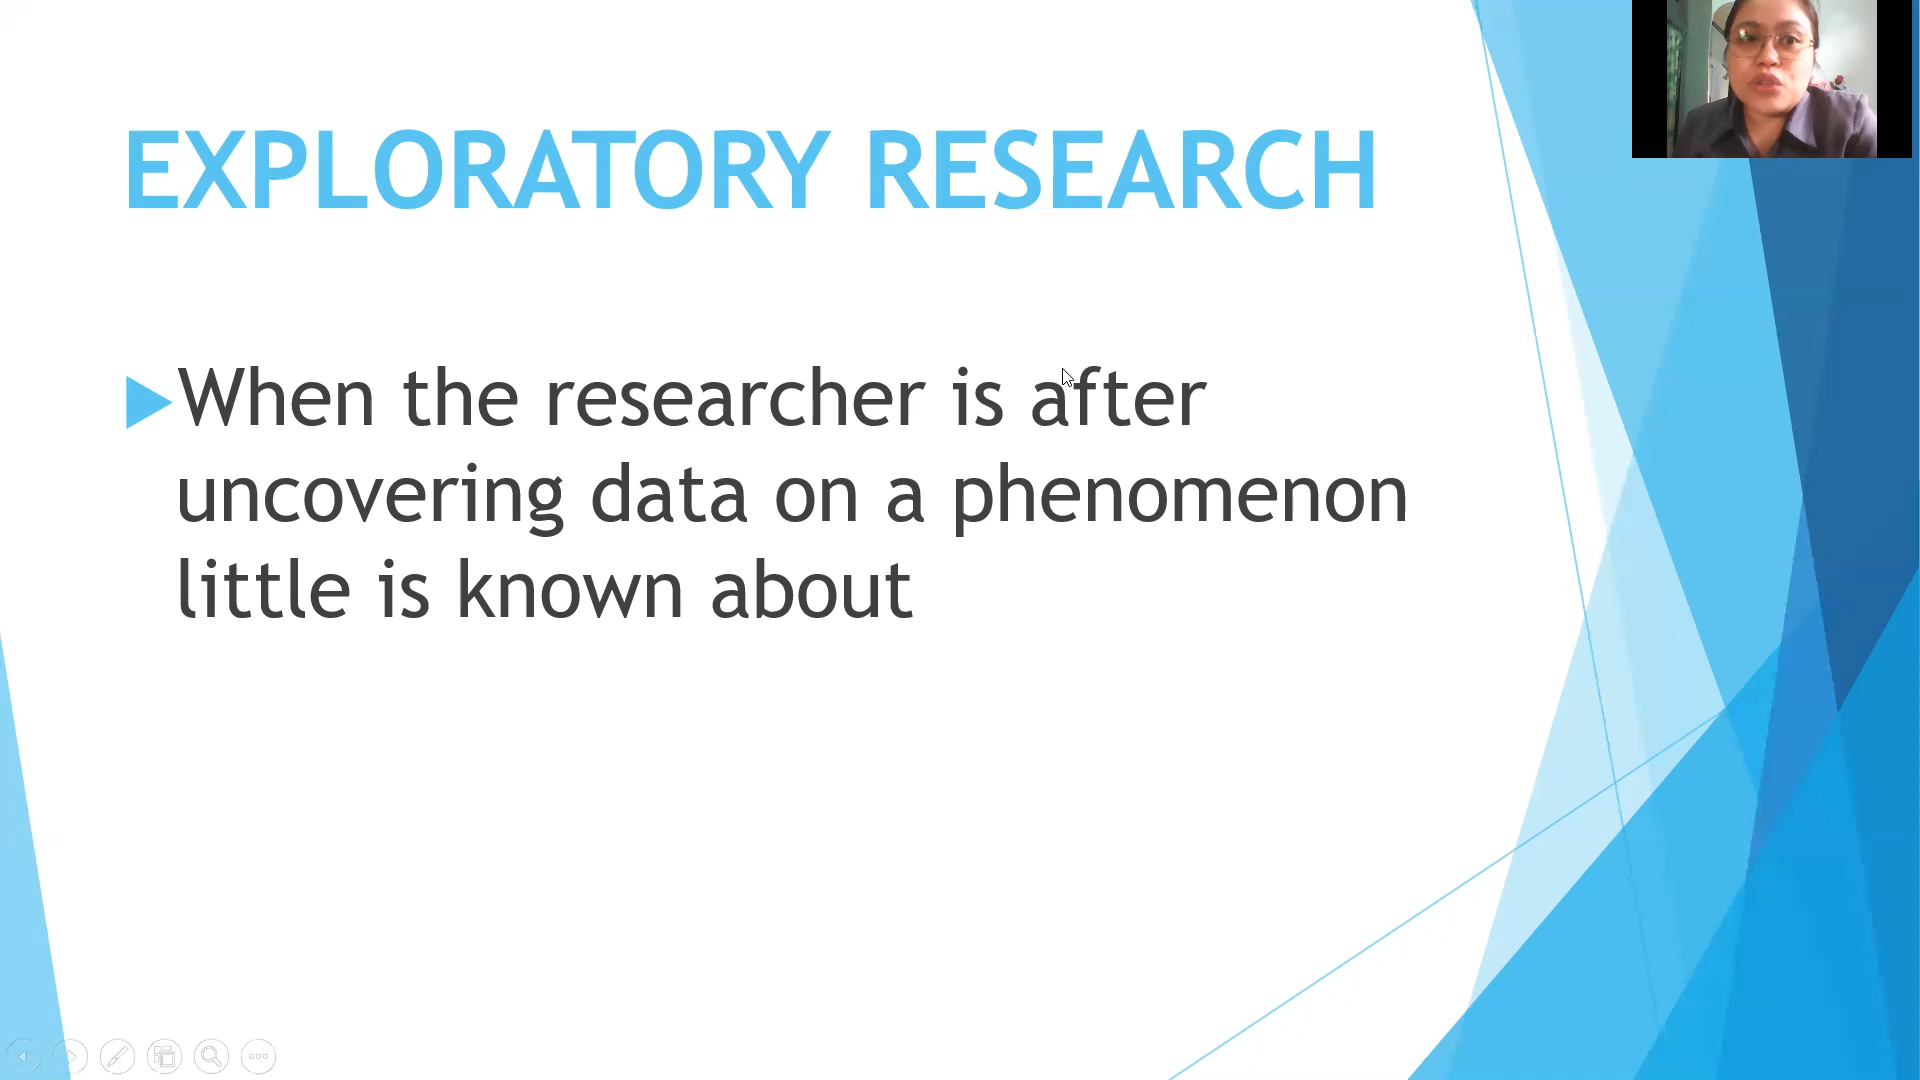 EXPLORATORY RESEARCH
When the researcher is after
uncovering data on a phenomenon
little is known about